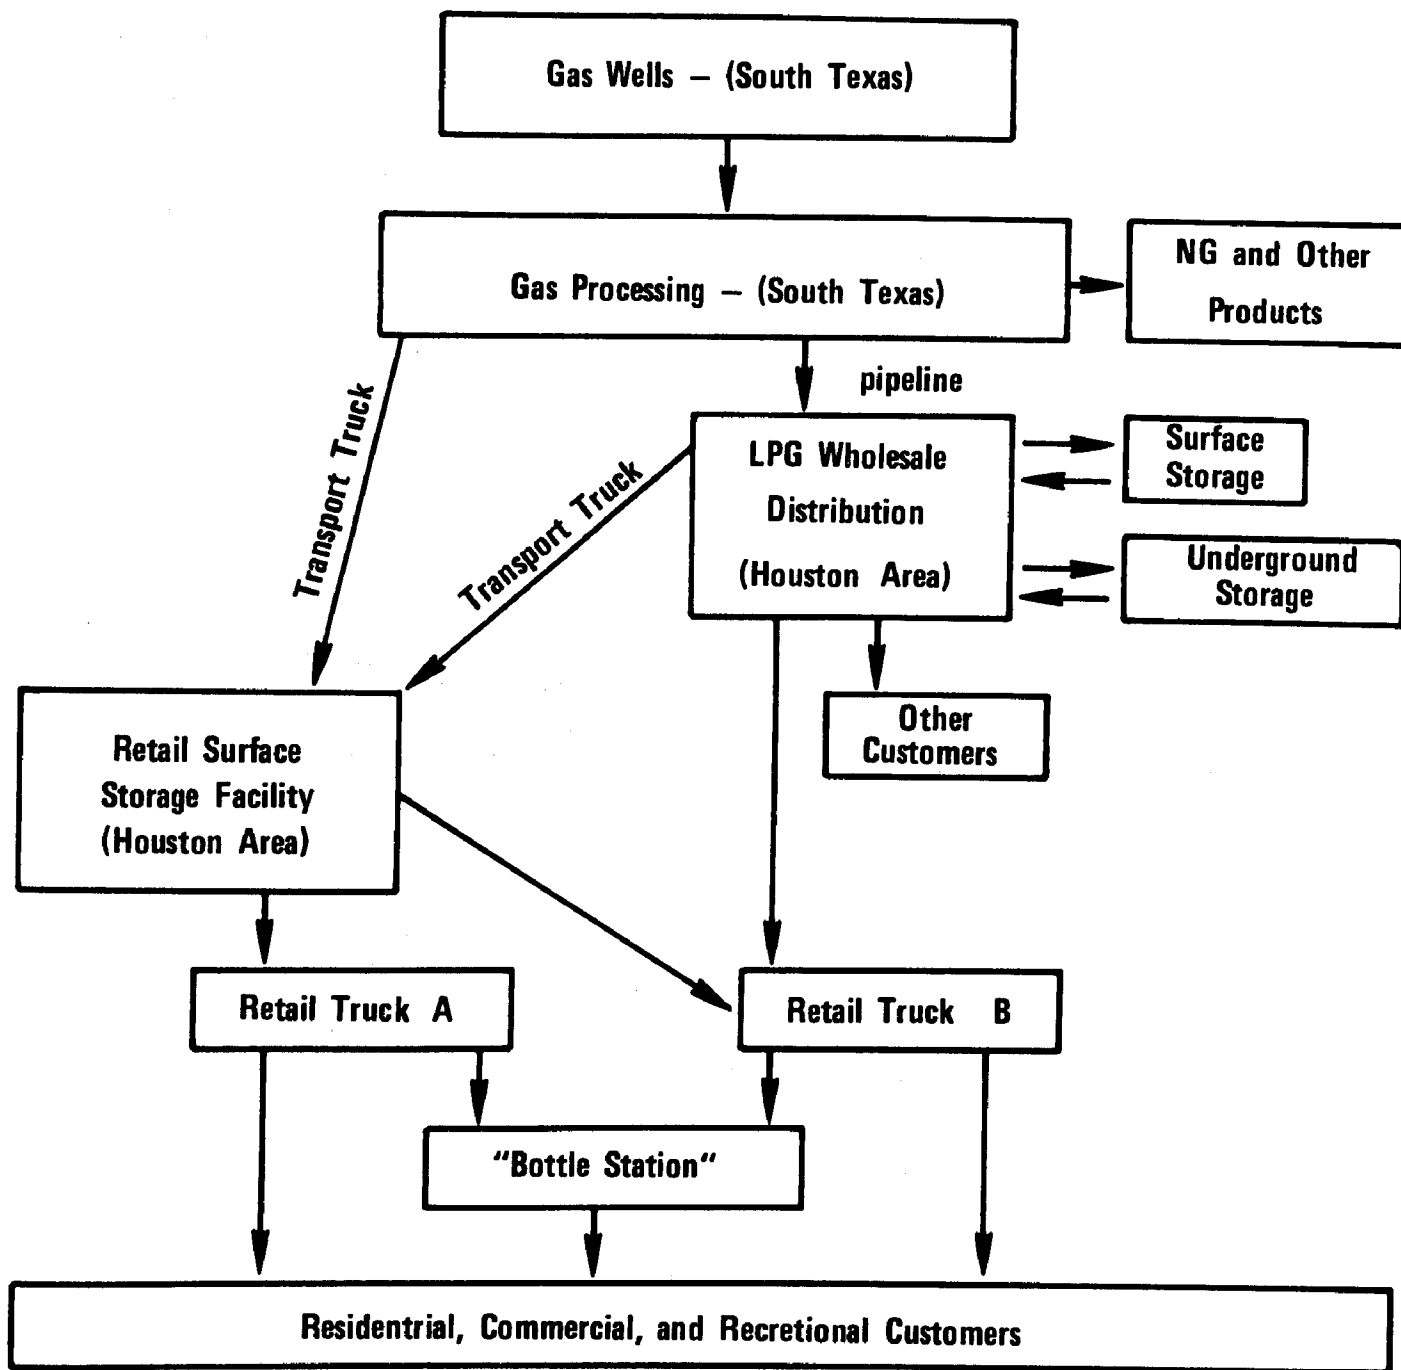 Gas Wells – (South Texas)
Gas Processing – (South Texas)
NG and Other
Products
pipeline
Transport Truck
Transport Truck
LPG Wholesale
Distribution
(Houston Area)
Surface
Storage
Underground
Storage
Other
Customers
Retail Surface
Storage Facility
(Houston Area)
Retail Truck A
Retail Truck B
“Bottle Station“
Residentrial, Commercial, and Recretional Customers